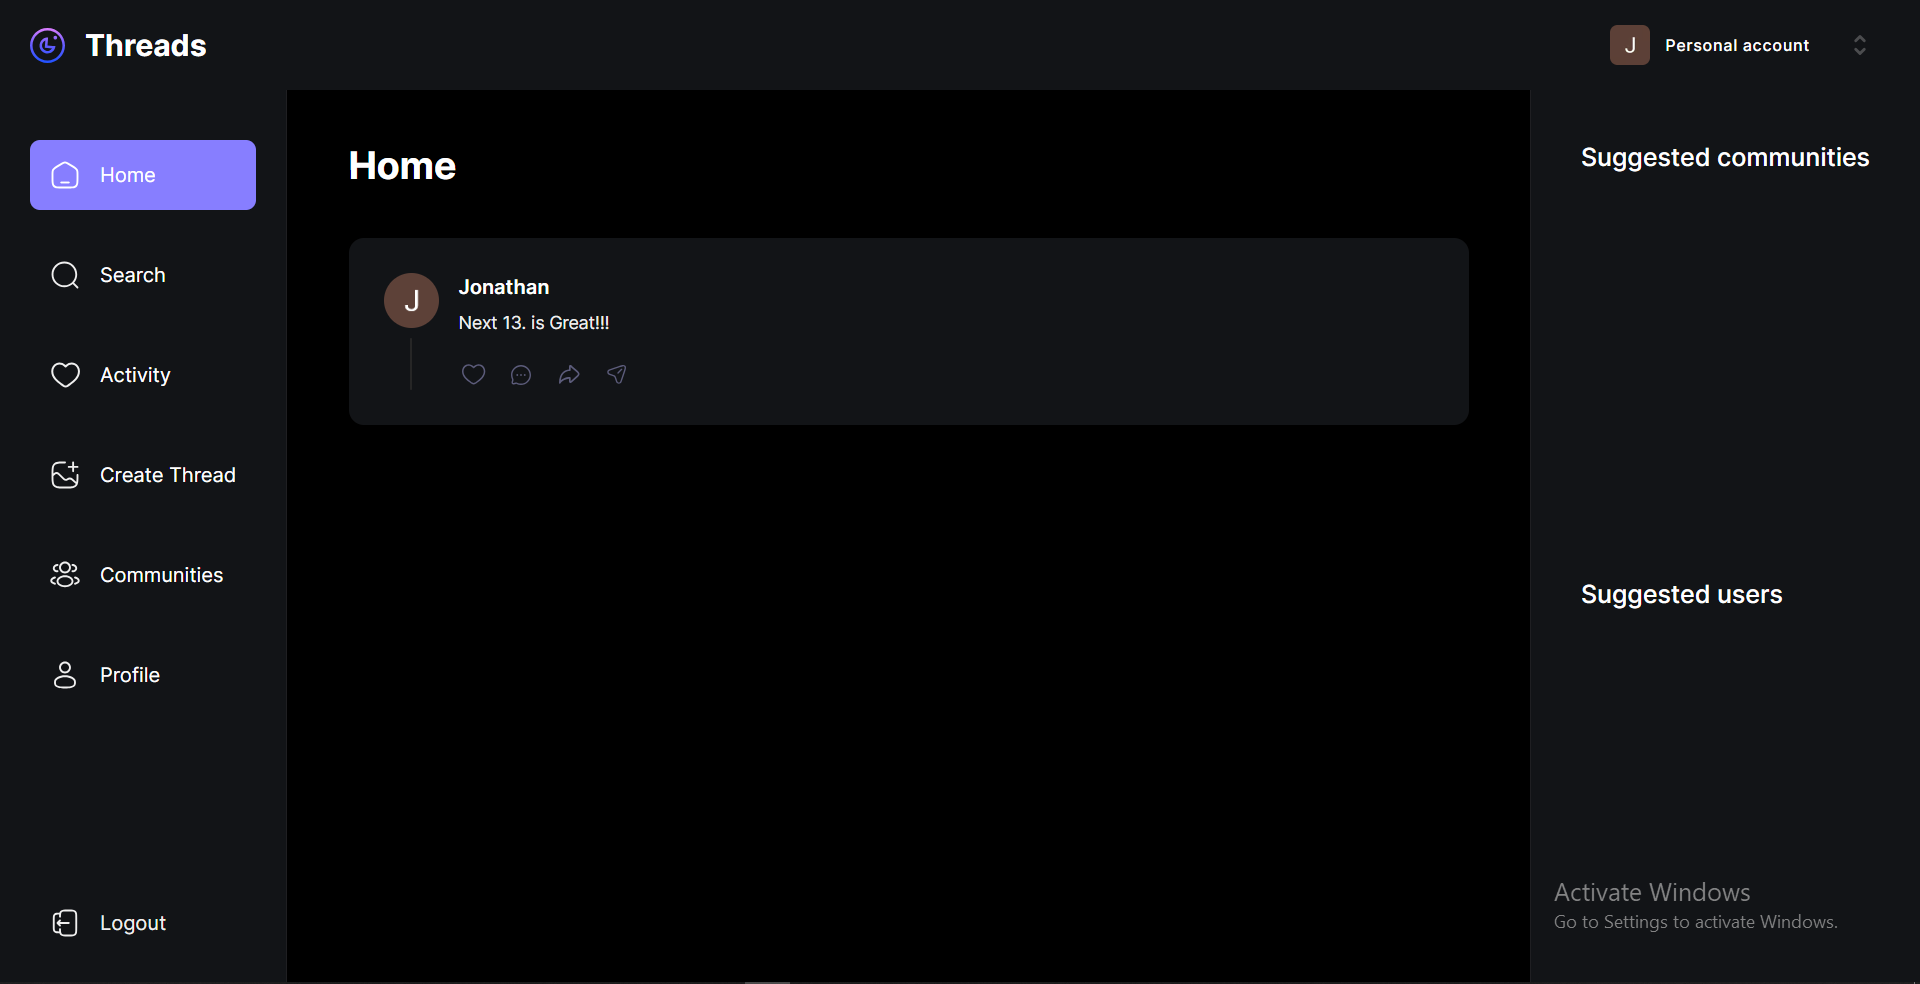 Threads
J Personal account
Home
Search
Activity
Create Thread
Communities
Profile
Logout
Home
J
Jonathan
Next 13. is Great!!!
Suggested communities
Suggested users
Activate Windows
Go to Settings to activate Windows.